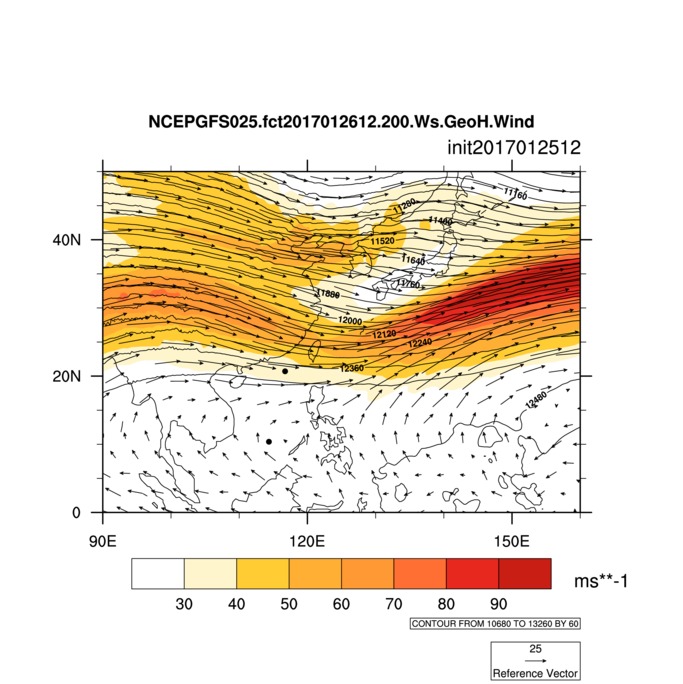 NCEPGFS025.fct2017012612.200.Ws.GeoH.Wind
init2017012512
11160
11280
11400
40N
11520
11640
11760
11880
12000
12120
12240
12360
20N
12480
0
90E 120E 150E
ms**-1
30 40 50 60 70 80 90
CONTOUR FROM 10680 TO 13260 BY 60
25
Reference Vector